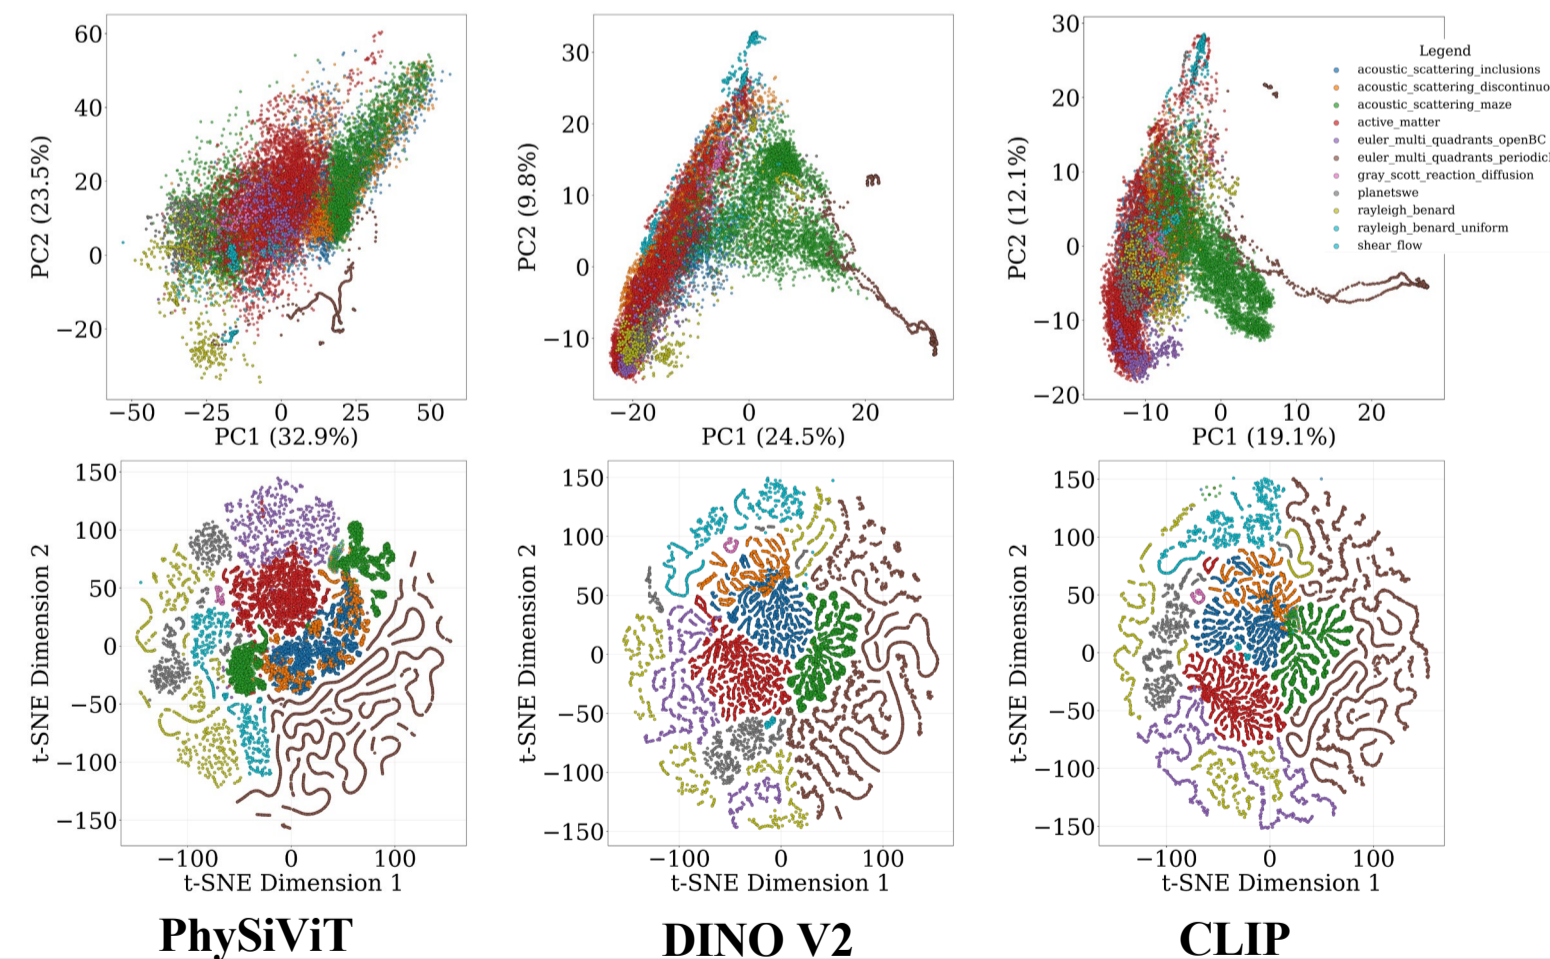 60
40
20
0
−20
PC2 (23.5%)
−50
−25
0
25
50
PC1 (32.9%)
30
20
10
0
−10
PC2 (9.8%)
−20
0
20
PC1 (24.5%)
30
20
10
0
−10
−20
PC2 (12.1%)
−10
0
10
20
PC1 (19.1%)
Legend
acoustic_scattering_inclusions
acoustic_scattering_discontinuo
acoustic_scattering_maze
active_matter
euler_multi_quadrants_openBC
euler_multi_quadrants_periodicl
gray_scott_reaction_diffusion
planetswe
rayleigh_benard
rayleigh_benard_uniform
shear_flow
150
100
50
0
−50
−100
−150
t-SNE Dimension 2
−100
0
100
t-SNE Dimension 1
150
100
50
0
−50
−100
−150
t-SNE Dimension 2
−100
0
100
t-SNE Dimension 1
150
100
50
0
−50
−100
−150
t-SNE Dimension 2
−100
0
100
t-SNE Dimension 1
PhySiViT
DINO V2
CLIP